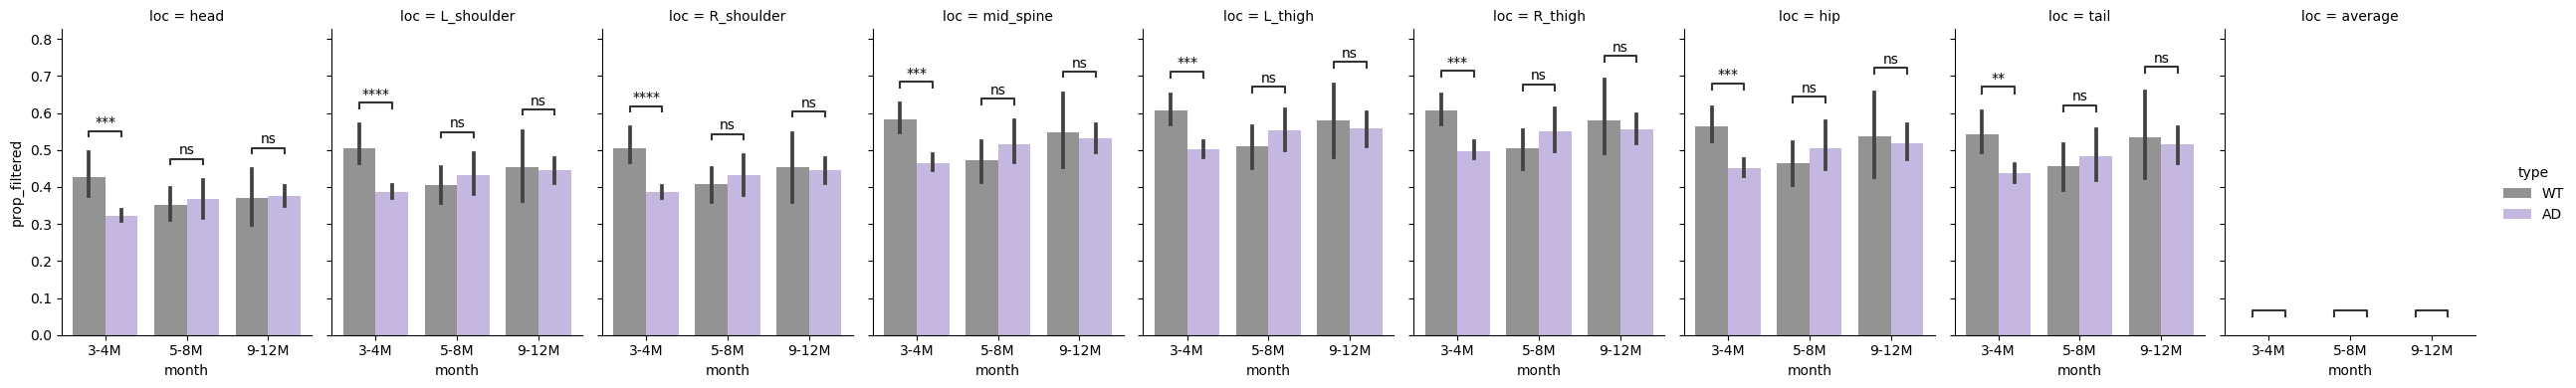 loc = head
loc = L_shoulder
loc = R_shoulder
loc = mid_spine
loc = L_thigh
loc = R_thigh
loc = hip
loc = tail
loc = average
prop_filtered
0.8
0.7
0.6
0.5
0.4
0.3
0.2
0.1
0.0
*** ns ns
3-4M 5-8M 9-12M
month
**** ns ns
3-4M 5-8M 9-12M
month
**** ns ns
3-4M 5-8M 9-12M
month
*** ns ns
3-4M 5-8M 9-12M
month
*** ns ns
3-4M 5-8M 9-12M
month
*** ns ns
3-4M 5-8M 9-12M
month
*** ns ns
3-4M 5-8M 9-12M
month
** ns ns
3-4M 5-8M 9-12M
month
3-4M 5-8M 9-12M
month
type
WT
AD